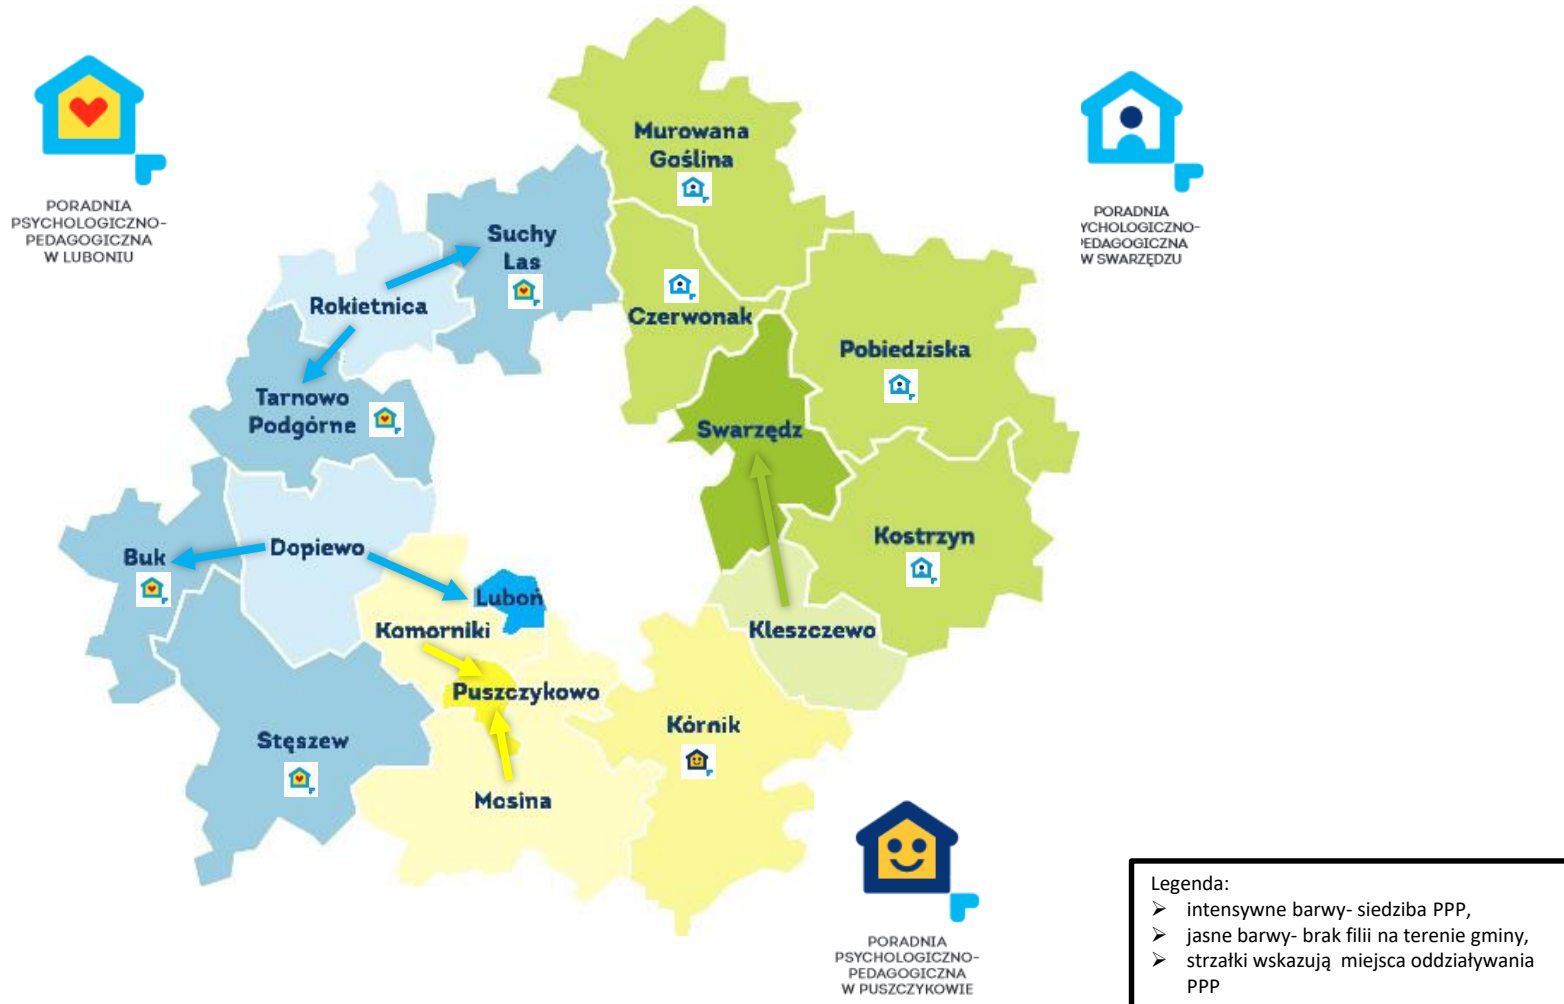 PORADNIA
PSYCHOLOGICZNO-
PEDAGOGICZNA
W LUBONIU
Murowana
Goślina
PORADNIA
YCHOLOGICZNO-
EDAGOGICZNA
W SWARZĘDZU
Suchy
Las
Rokietnica
Czerwonak
Pobiedziska
Tarnowo
Podgórne
Swarzędz
Buk
Dopiewo
Kostrzyn
Luboń
Komorniki
Kleszczewo
Puszczykowo
Stęszew
Kórnik
Mosina
PORADNIA
PSYCHOLOGICZNO-
PEDAGOGICZNA
W PUSZCZYKOWIE
Legenda:
➢ intensywne barwy- siedziba PPP,
➢ jasne barwy- brak filii na terenie gminy,
➢ strzałki wskazują miejsca oddziaływania
PPP